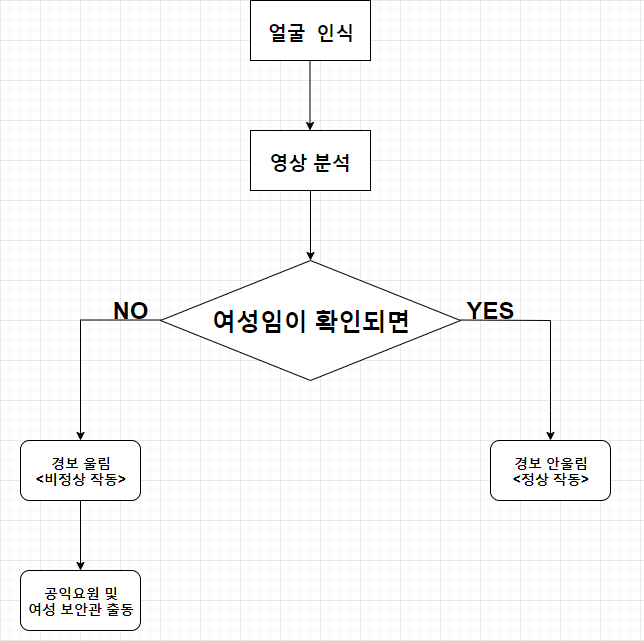 얼굴 인식
영상 분석
여성임이 확인되면
NO
YES
경보 울림
<비정상 작동>
경보 안울림
<정상 작동>
공익요원 및
여성 보안관 출동